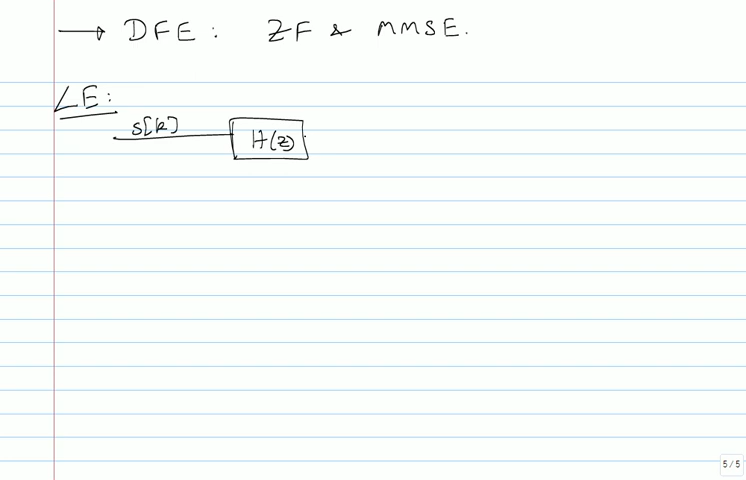 → DFE: ZF & MMSE.
LE:
s[k]
H(z)
5/5